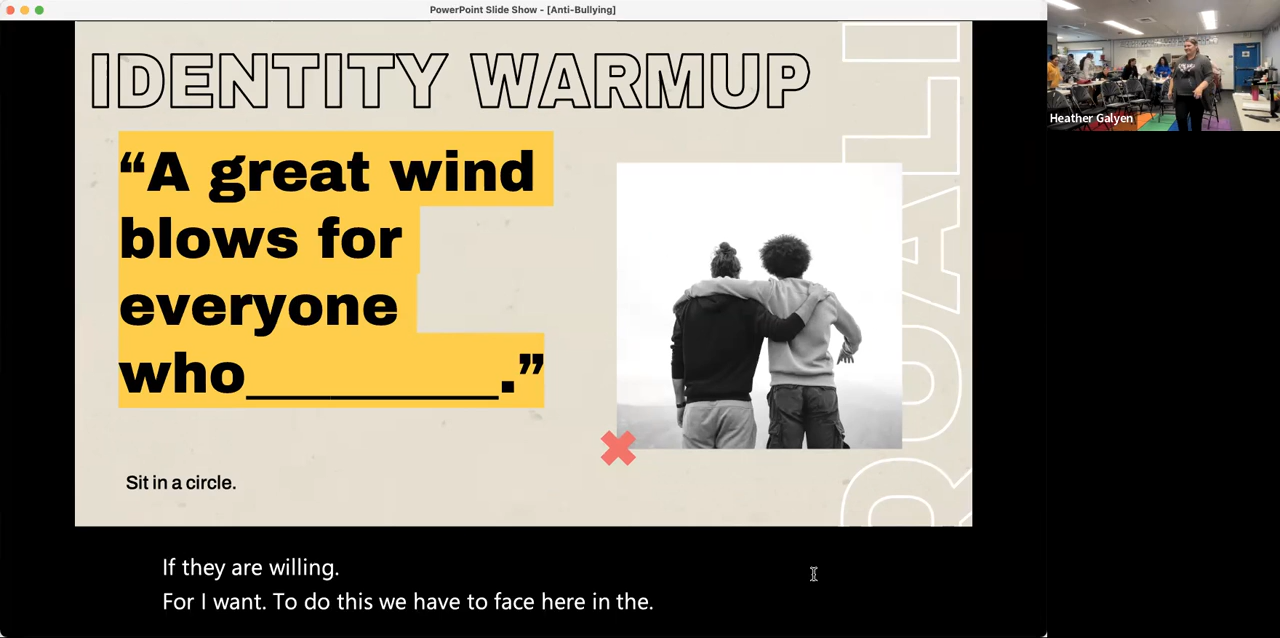 PowerPoint Slide Show - [Anti-Bullying]
IDENTITY WARMUP
“A great wind
blows for
everyone
who_________.”
Sit in a circle.
If they are willing.
For I want. To do this we have to face here in the.
Heather Galyen